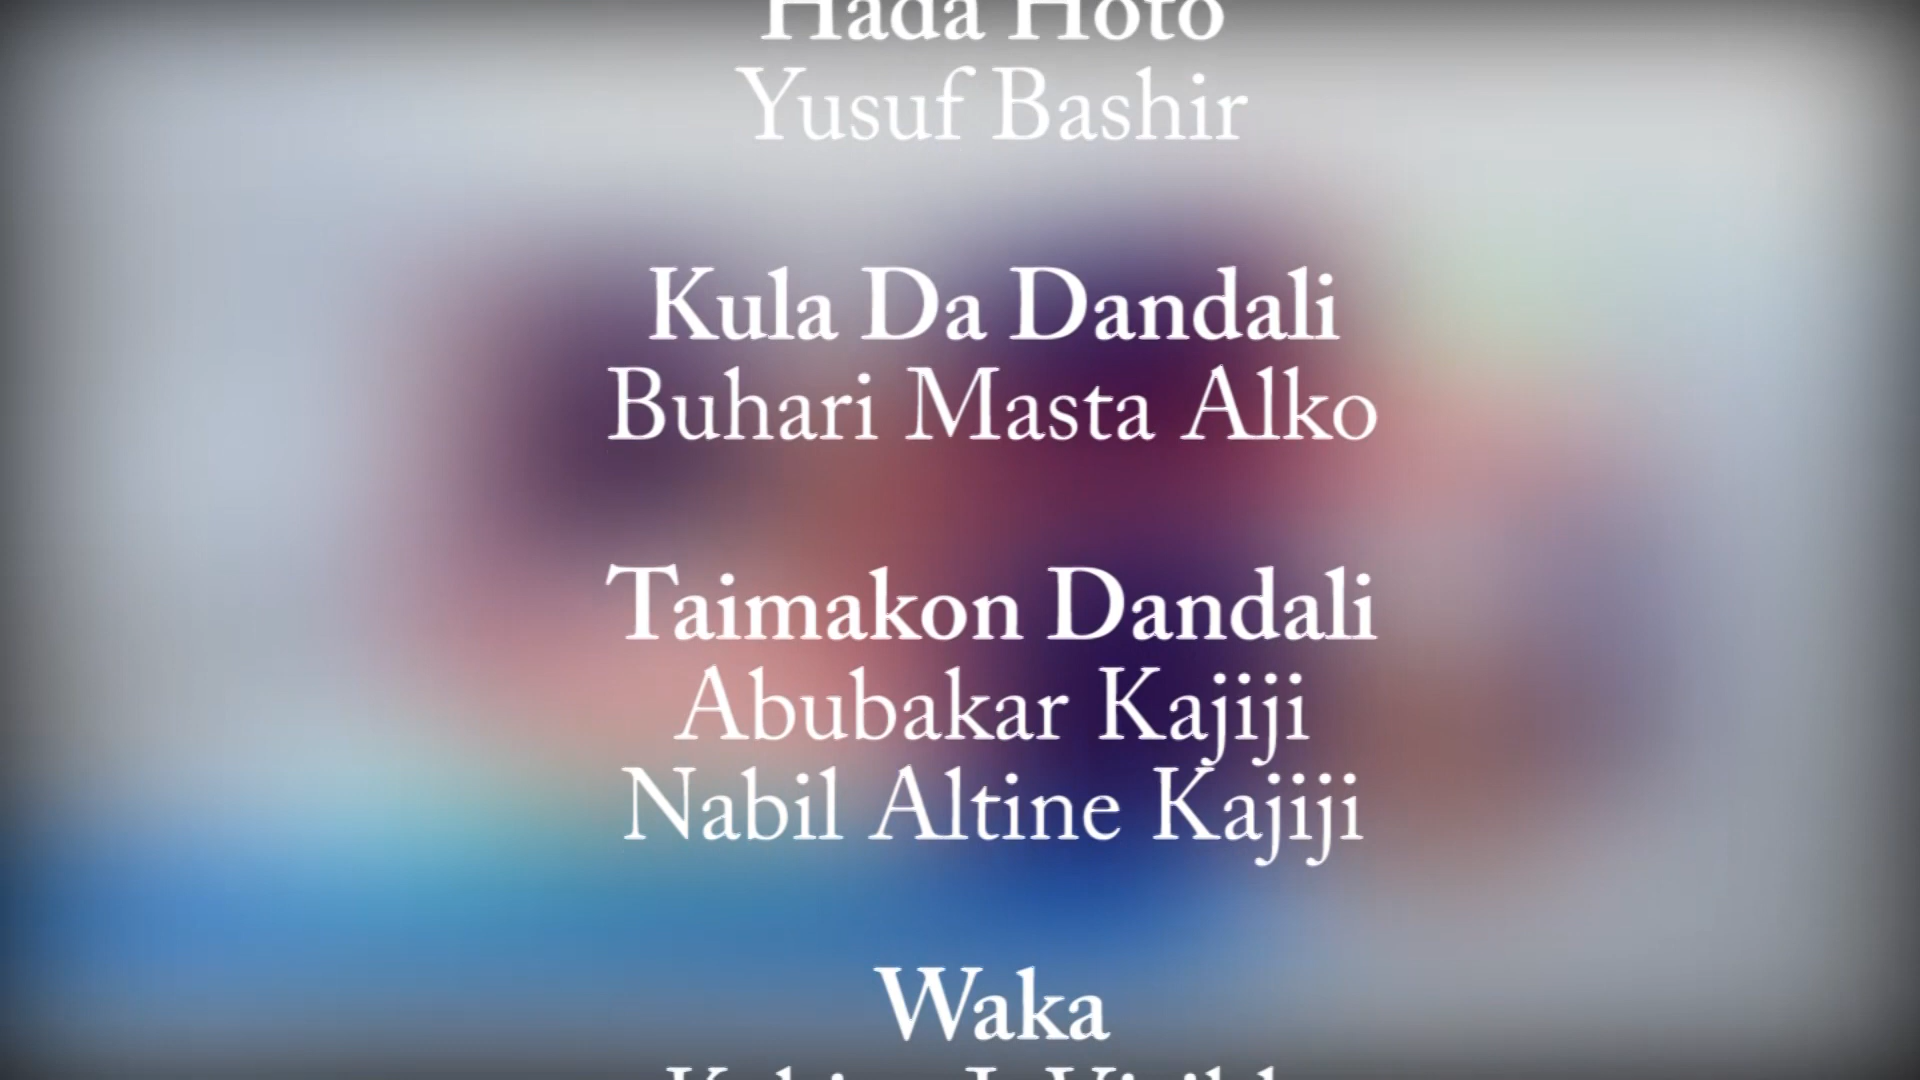 Hada Hoto
Yusuf Bashir
Kula Da Dandali
Buhari Masta Alko
Taimakon Dandali
Abubakar Kajiji
Nabil Altine Kajiji
Waka